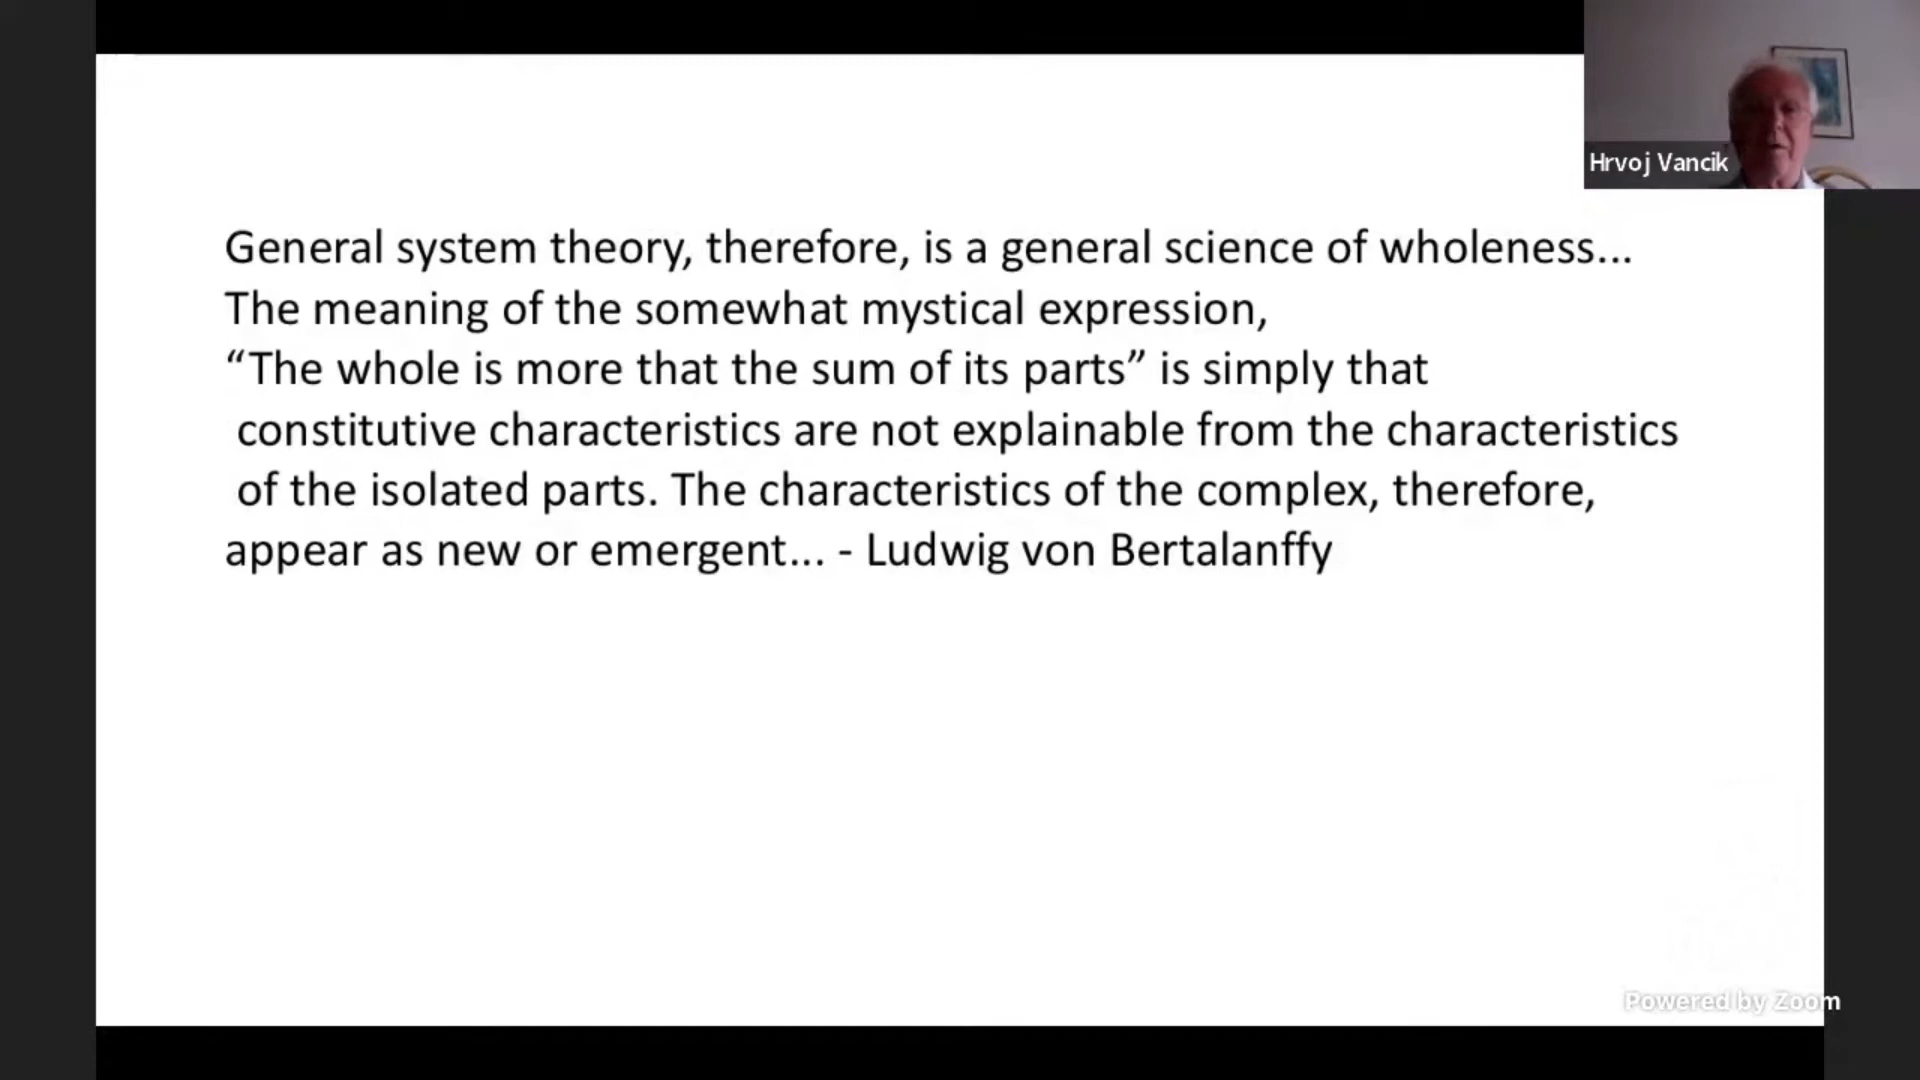 Hrvoj Vancik
General system theory, therefore, is a general science of wholeness...
The meaning of the somewhat mystical expression,
“The whole is more that the sum of its parts” is simply that
constitutive characteristics are not explainable from the characteristics
of the isolated parts. The characteristics of the complex, therefore,
appear as new or emergent... - Ludwig von Bertalanffy
Powered by Zoom